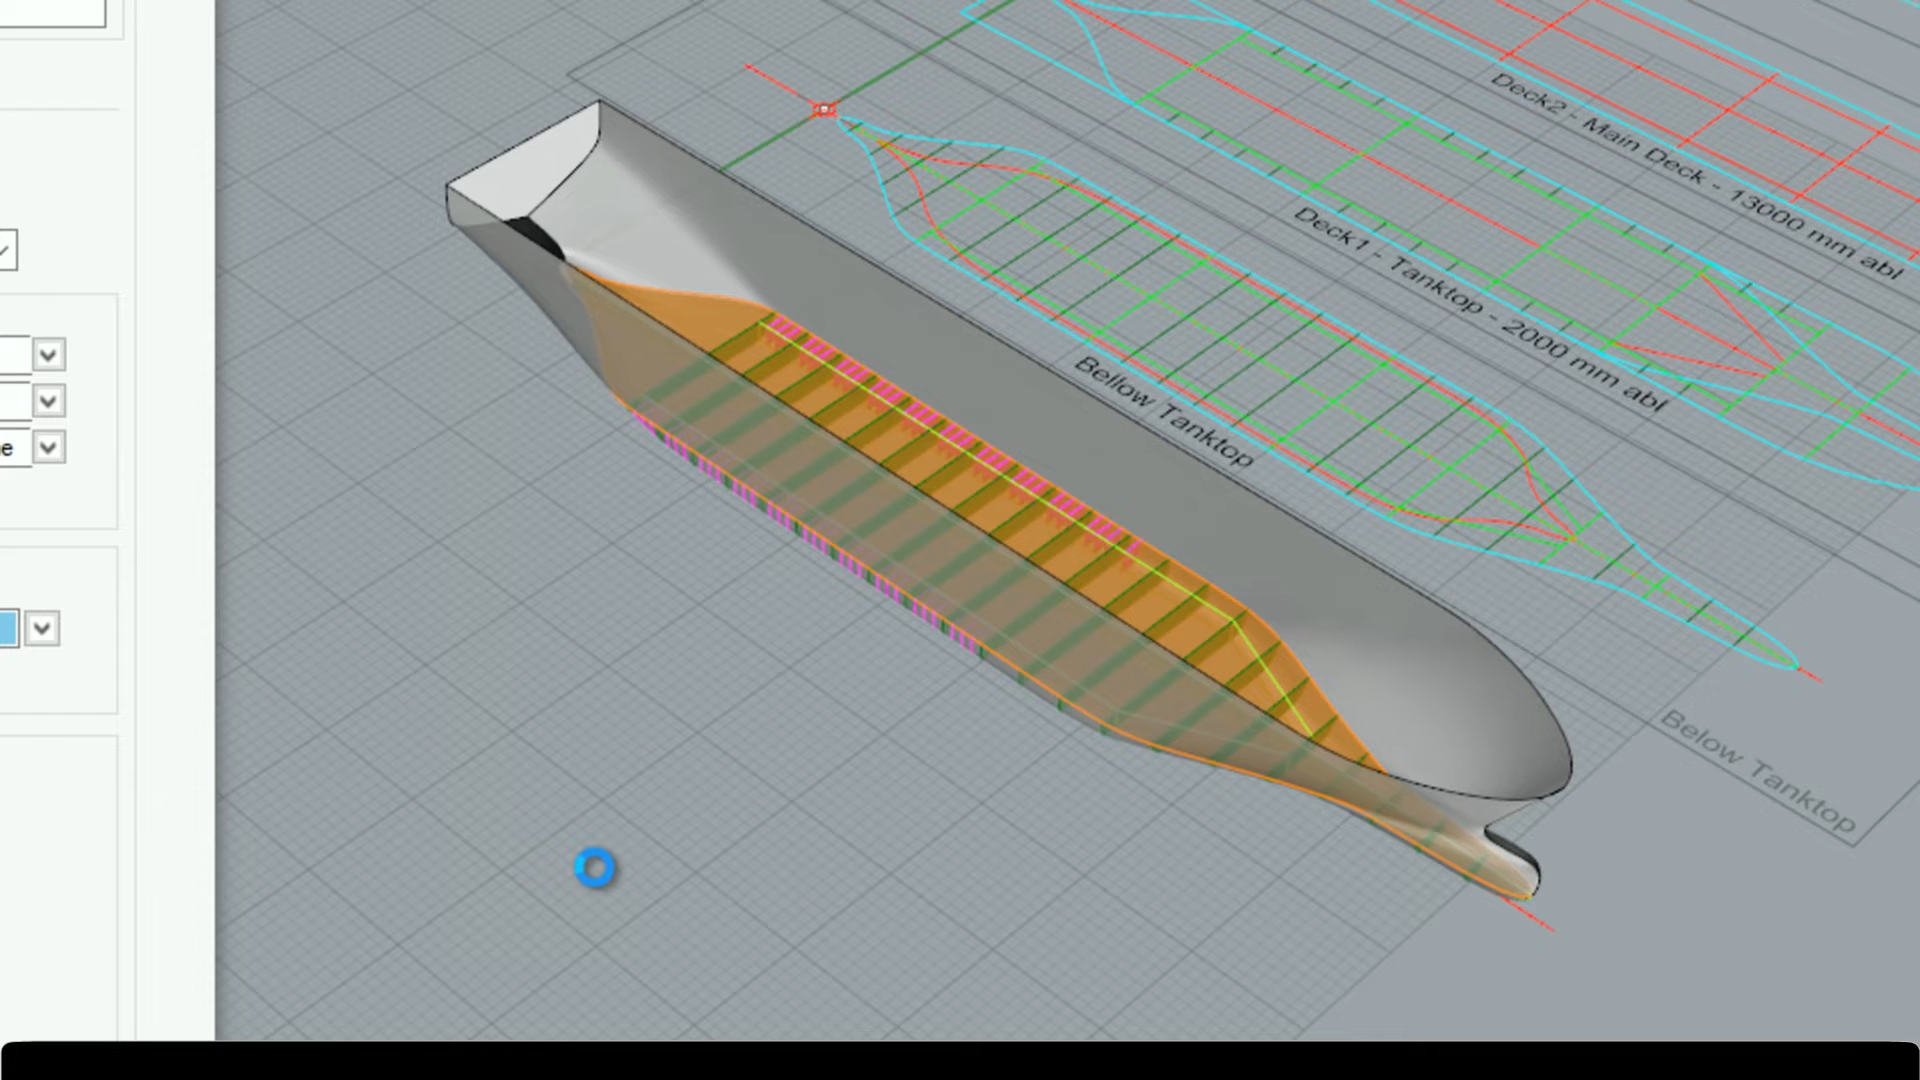 Deck2 - Main Deck - 13000 mm abl
Deck1 - Tanktop - 2000 mm abl
Bellow Tanktop
Below Tanktop
e